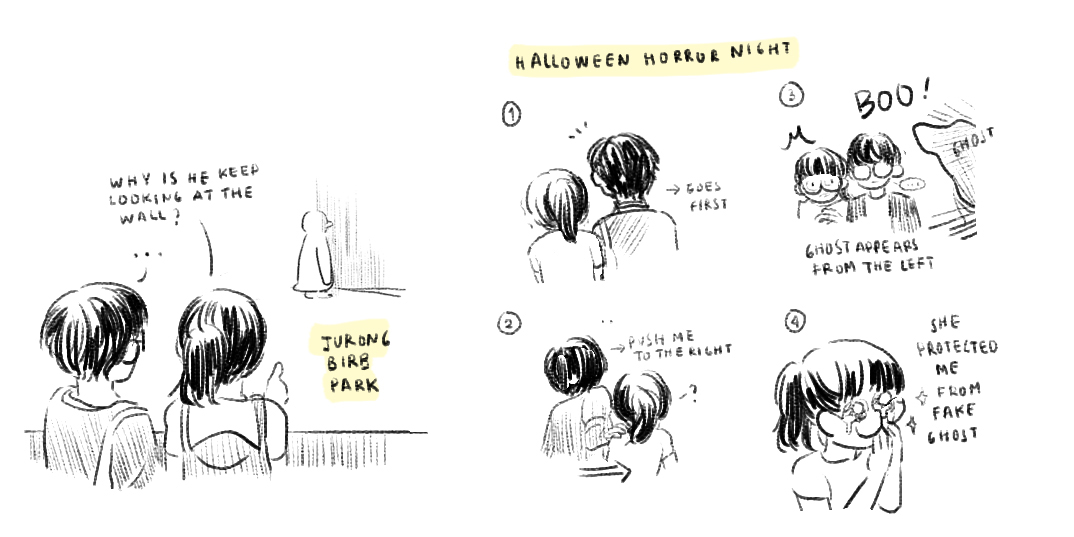 WHY IS HE KEEP
LOOKING AT THE
WALL?
...
JURONG
BIRB
PARK
HALLOWEEN HORROR NIGHT
1
→ GOES
FIRST
2
→ PUSH ME
TO THE RIGHT
?
3
BOO!
GHOST
...
GHOST APPEARS
FROM THE LEFT
4
SHE
PROTECTED
ME
FROM
FAKE
GHOST